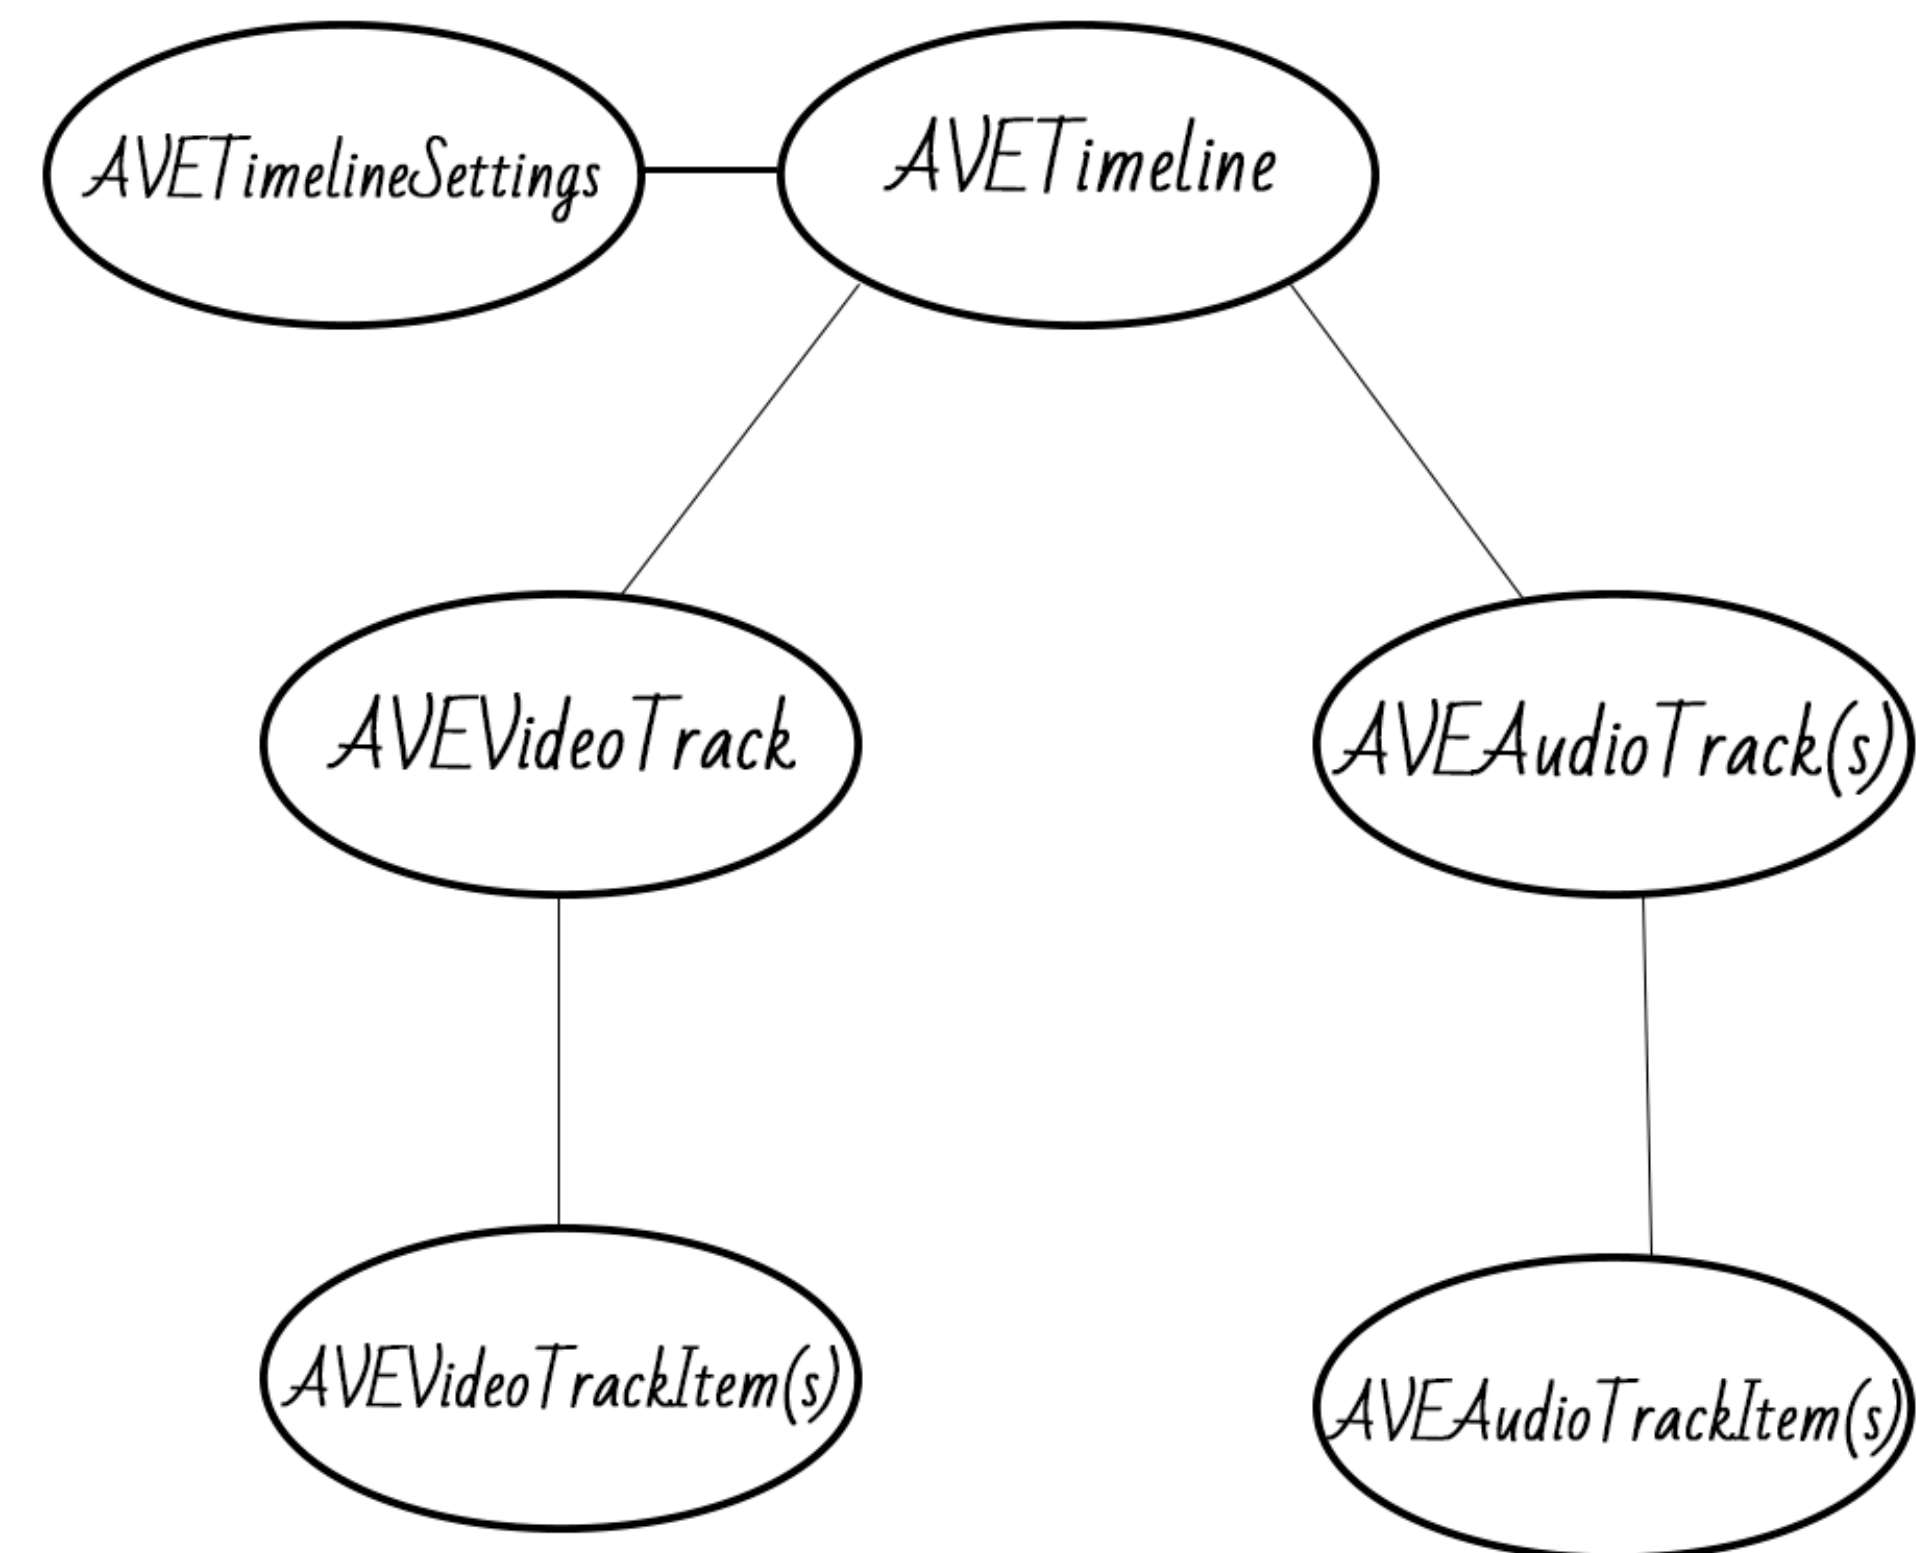 AVETimelineSettings
AVETimeline
AVEVideoTrack
AVEAudioTrack(s)
AVEVideoTrackItem(s)
AVEAudioTrackItem(s)